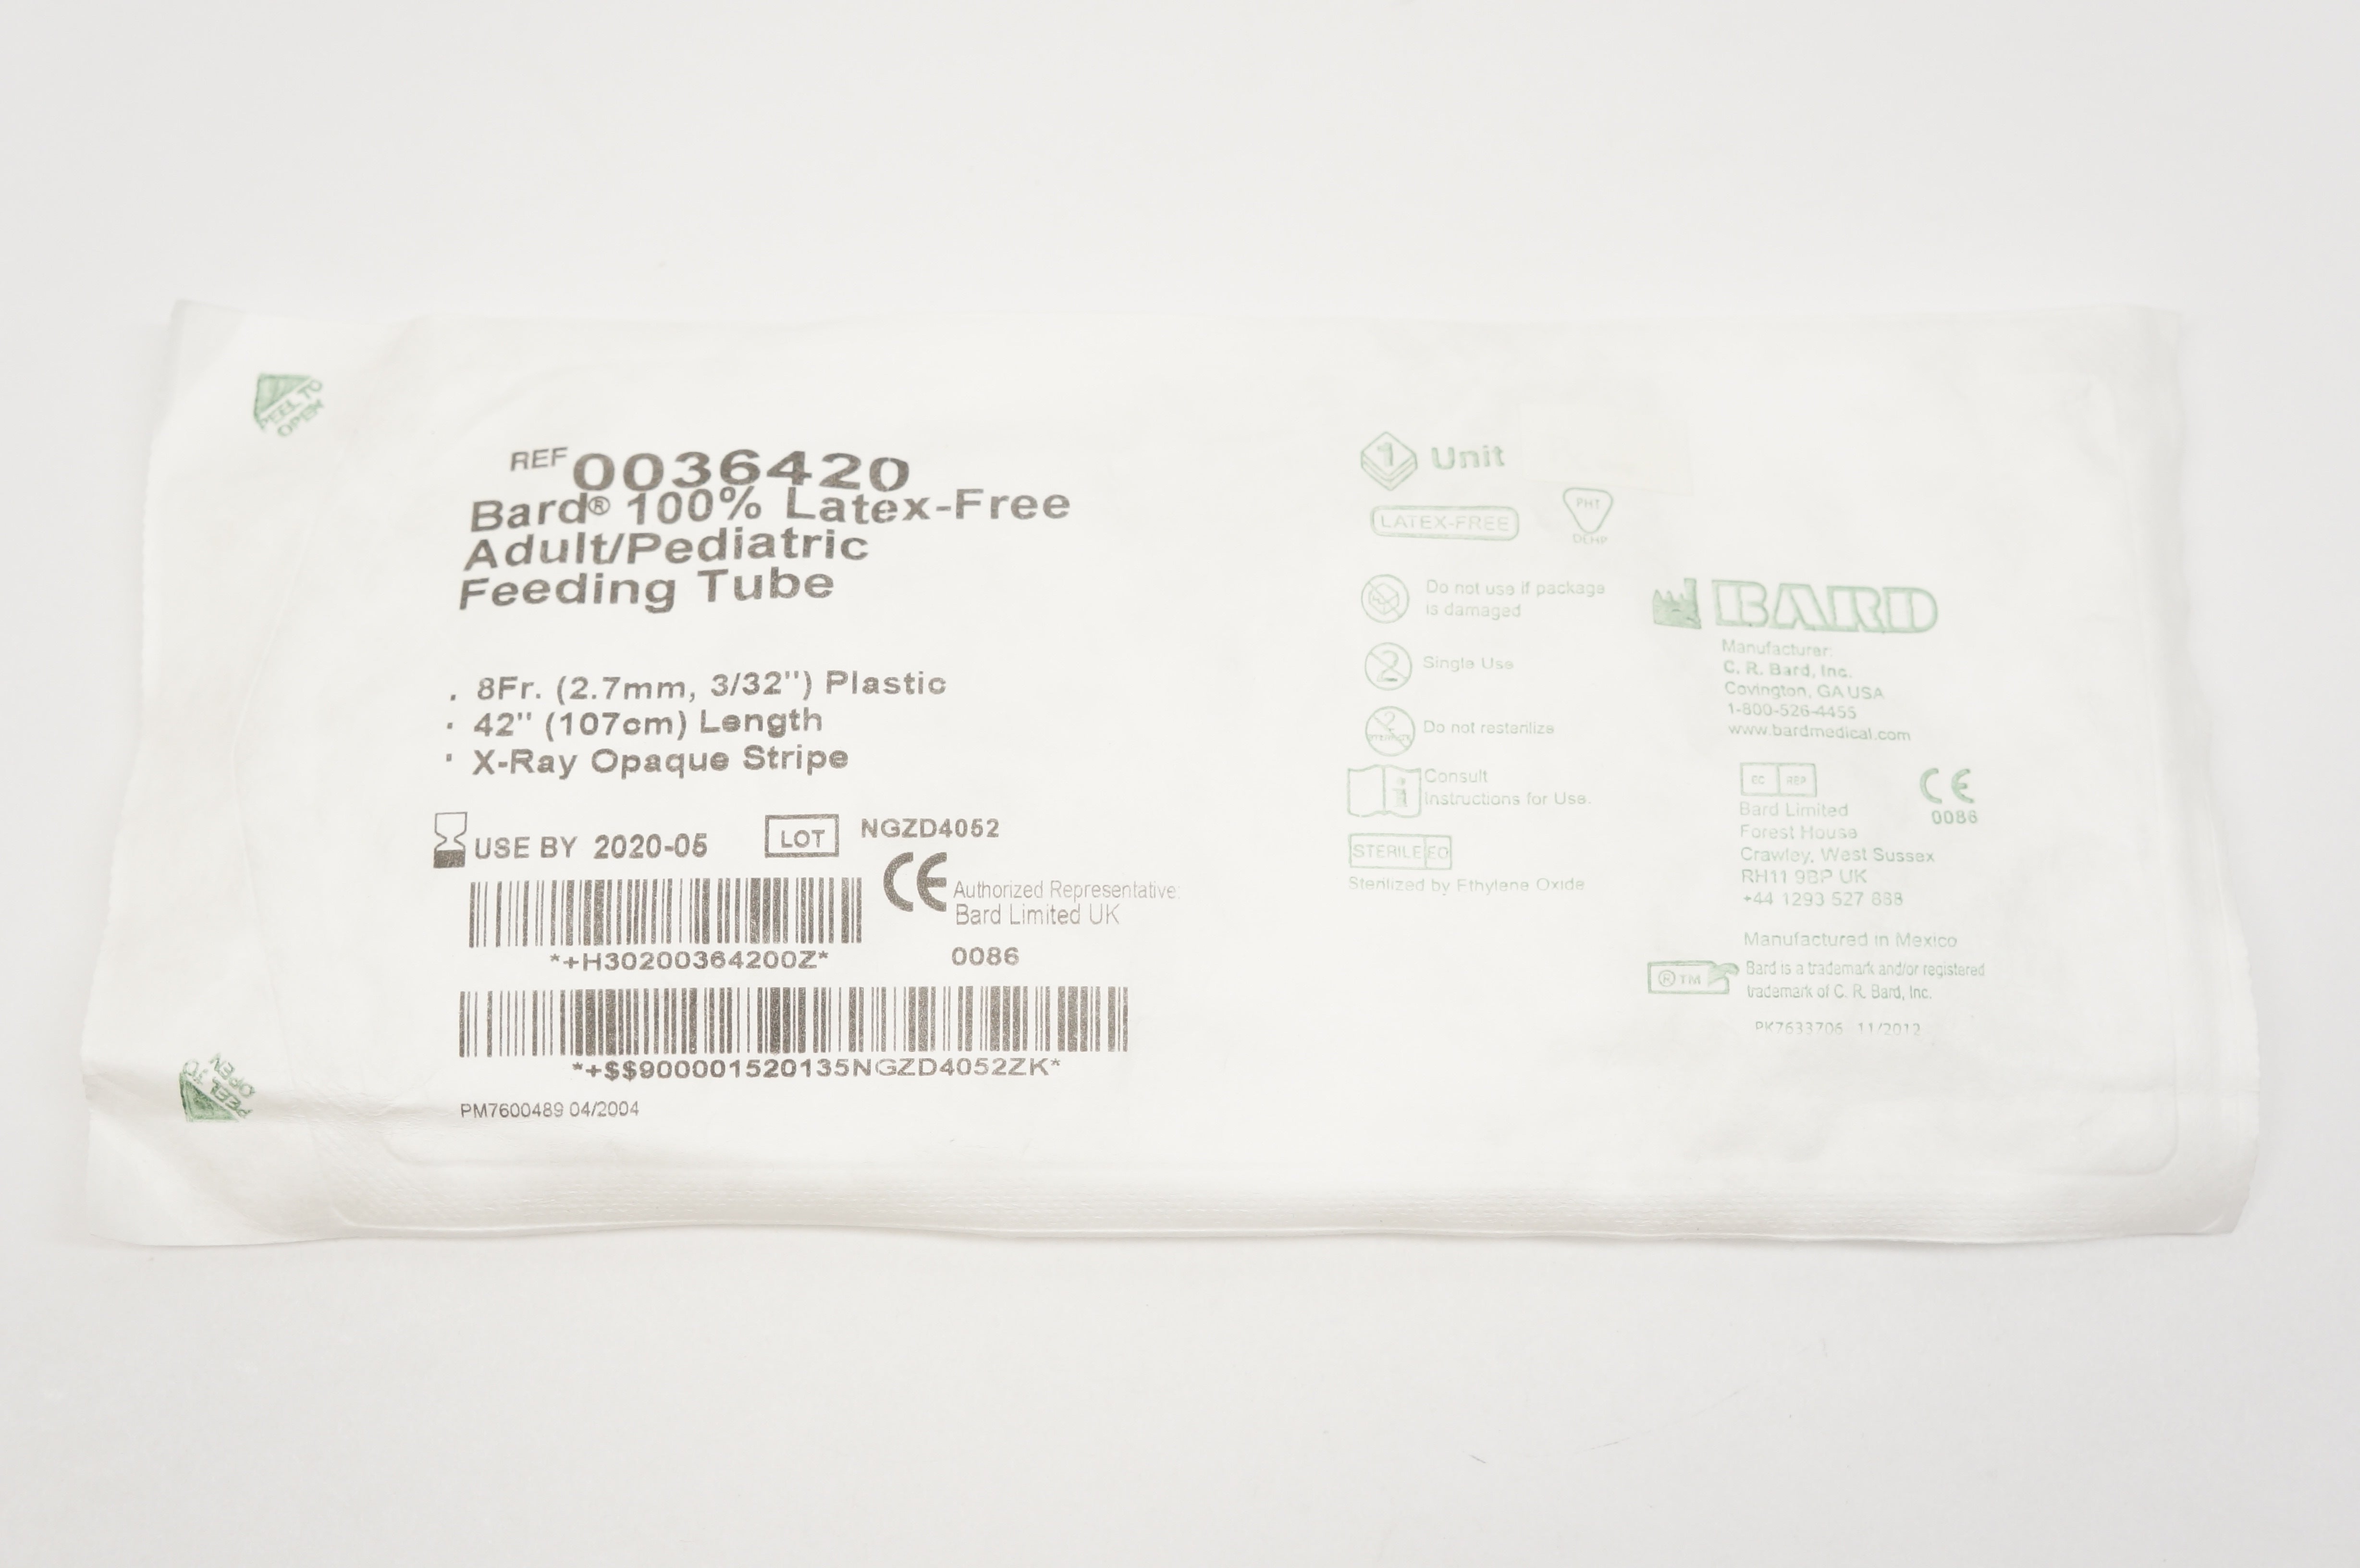 PEEL TO
OPEN
REF 0036420
Bard® 100% Latex-Free
Adult/Pediatric
Feeding Tube
. 8Fr. (2.7mm, 3/32") Plastic
· 42" (107cm) Length
· X-Ray Opaque Stripe
USE BY 2020-05
LOT NGZD4052
CE Authorized Representative:
Bard Limited UK
0086
*+H30200364200Z*
*+$$900001520135NGZD4052ZK*
PM7600489 04/2004
PEEL TO
OPEN
1 Unit
LATEX-FREE
PHT
DEHP
Do not use if package
is damaged
2 Single Use
2 Do not resterilize
Consult
i Instructions for Use.
STERILE EO
Sterilized by Ethylene Oxide
BARD
Manufacturer:
C. R. Bard, Inc.
Covington, GA USA
1-800-526-4455
www.bardmedical.com
EC REP
CE
0086
Bard Limited
Forest House
Crawley, West Sussex
RH11 9BP UK
+44 1293 527 888
Manufactured in Mexico
® TM Bard is a trademark and/or registered
trademark of C. R. Bard, Inc.
PK7633706 11/2012